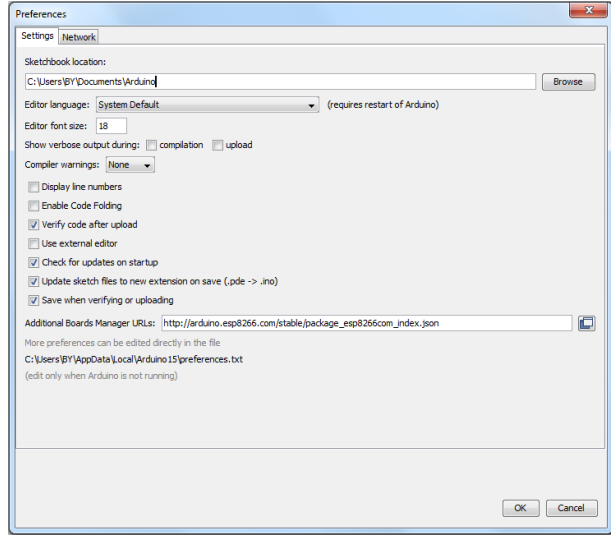 Preferences
Settings Network
Sketchbook location:
C:\Users\BY\Documents\Arduino Browse
Editor language: System Default (requires restart of Arduino)
Editor font size: 18
Show verbose output during: compilation upload
Compiler warnings: None
Display line numbers
Enable Code Folding
Verify code after upload
Use external editor
Check for updates on startup
Update sketch files to new extension on save (.pde -> .ino)
Save when verifying or uploading
Additional Boards Manager URLs: http://arduino.esp8266.com/stable/package_esp8266com_index.json
More preferences can be edited directly in the file
C:\Users\BY\AppData\Local\Arduino15\preferences.txt
(edit only when Arduino is not running)
OK Cancel